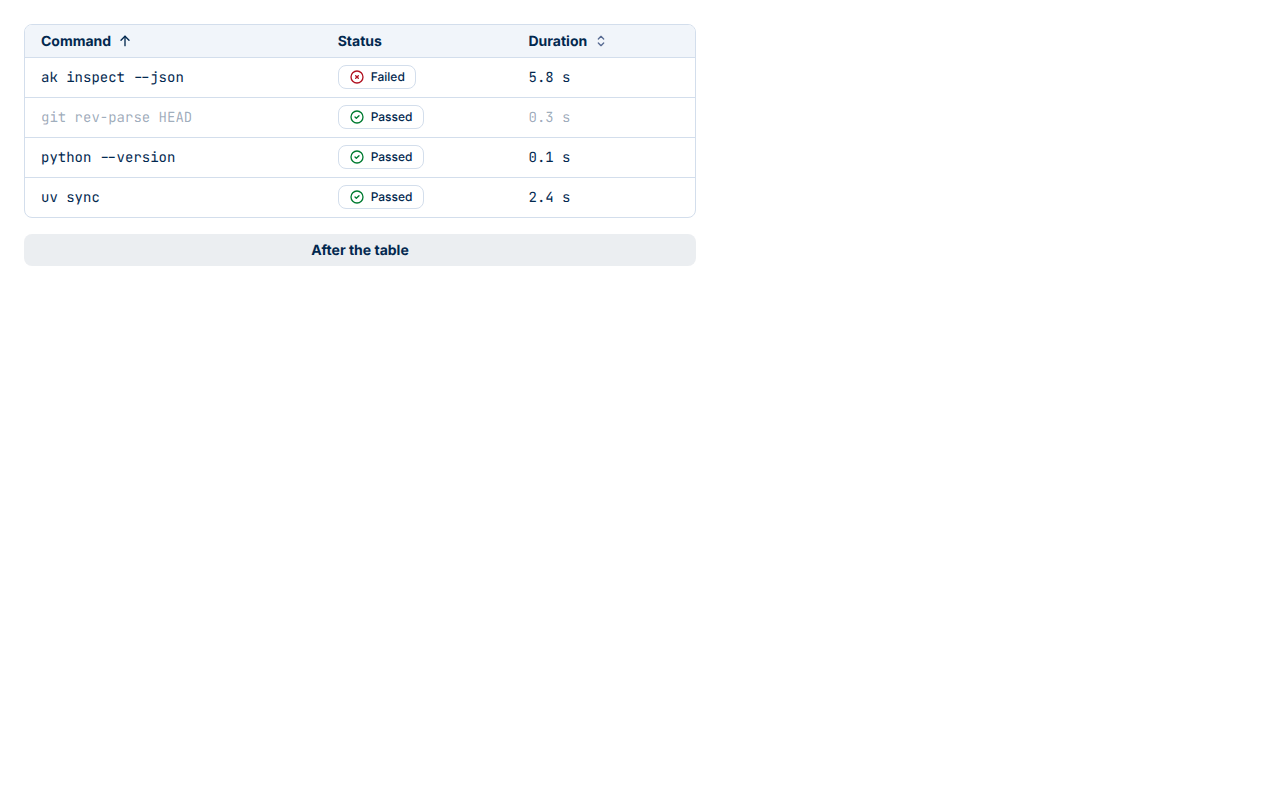 Command Status Duration
ak inspect --json Failed 5.8 s
git rev-parse HEAD Passed 0.3 s
python --version Passed 0.1 s
uv sync Passed 2.4 s
After the table